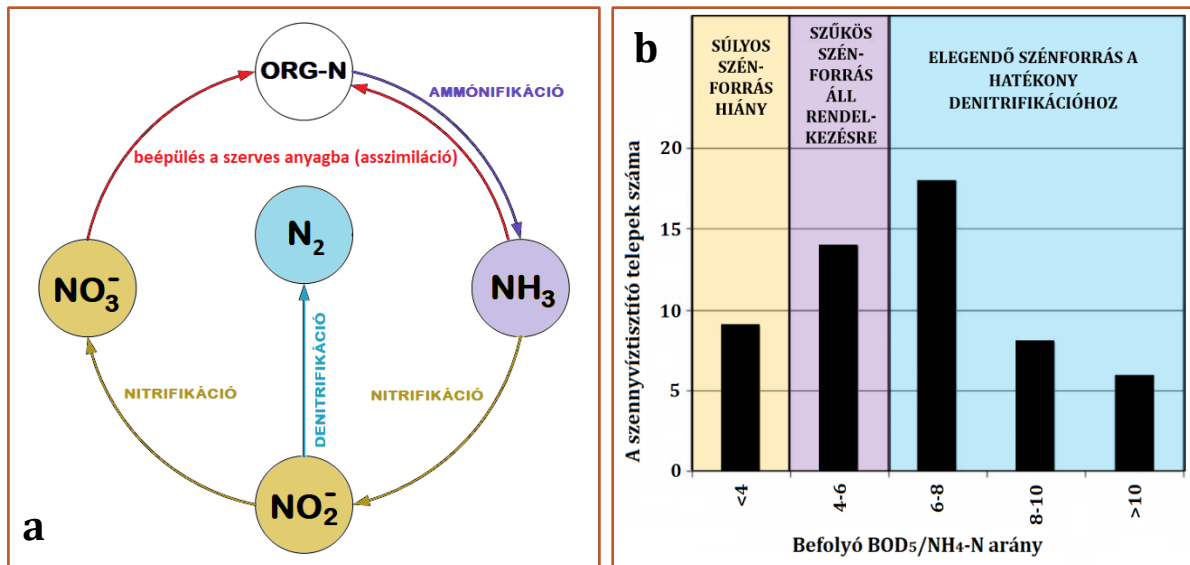 ORG-N
AMMÓNIFIKÁCIÓ
beépülés a szerves anyagba (asszimiláció)
N2
NO3-
NH3
NITRIFIKÁCIÓ
DENITRIFIKÁCIÓ
NITRIFIKÁCIÓ
NO2-
a
b
SÚLYOS
SZÉN-
FORRÁS
HIÁNY
SZŰKÖS
SZÉN-
FORRÁS
ÁLL
RENDEL-
KEZÉSRE
ELEGENDŐ SZÉNFORRÁS A
HATÉKONY
DENITRIFIKÁCIÓHOZ
A szennyvíztisztító telepek száma
20
15
10
5
0
<4
4-6
6-8
8-10
>10
Befolyó BOD5/NH4-N arány